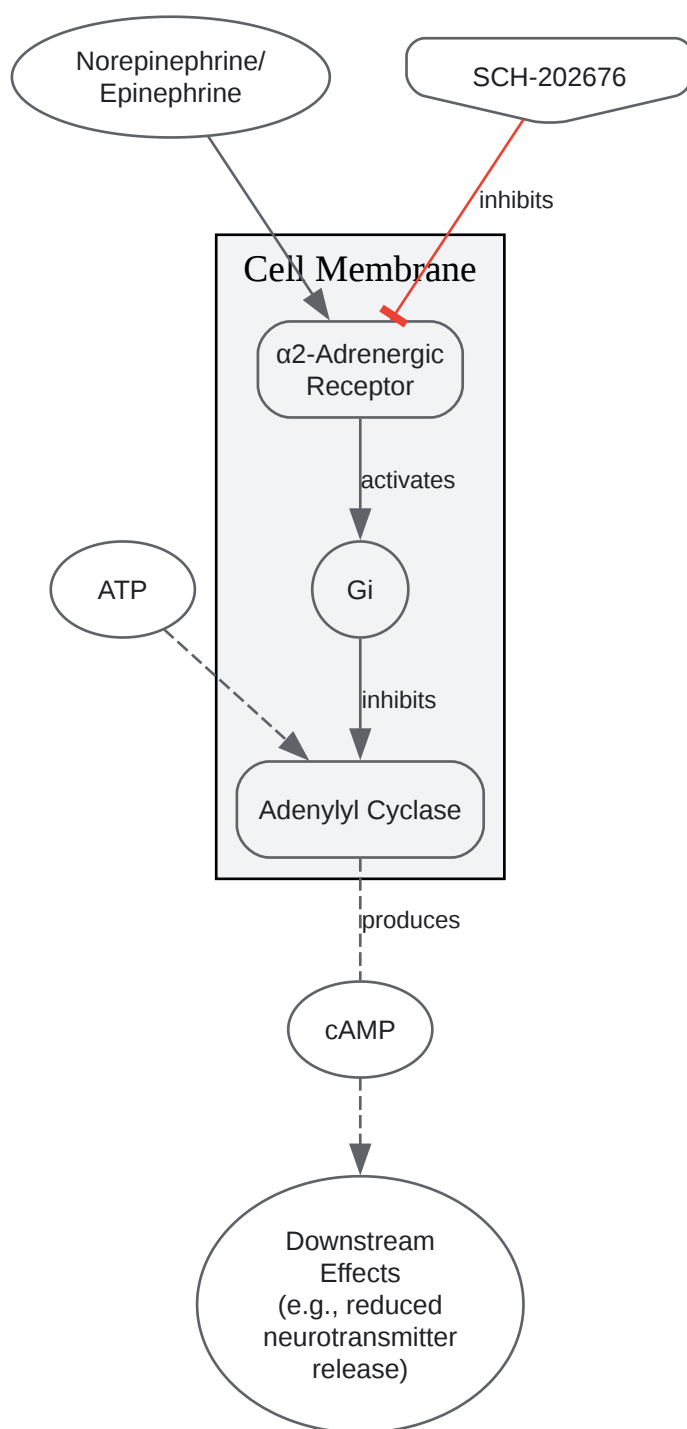 Norepinephrine/
Epinephrine
SCH-202676
inhibits
Cell Membrane
α2-Adrenergic
Receptor
activates
ATP
Gi
inhibits
Adenylyl Cyclase
produces
cAMP
Downstream
Effects
(e.g., reduced
neurotransmitter
release)